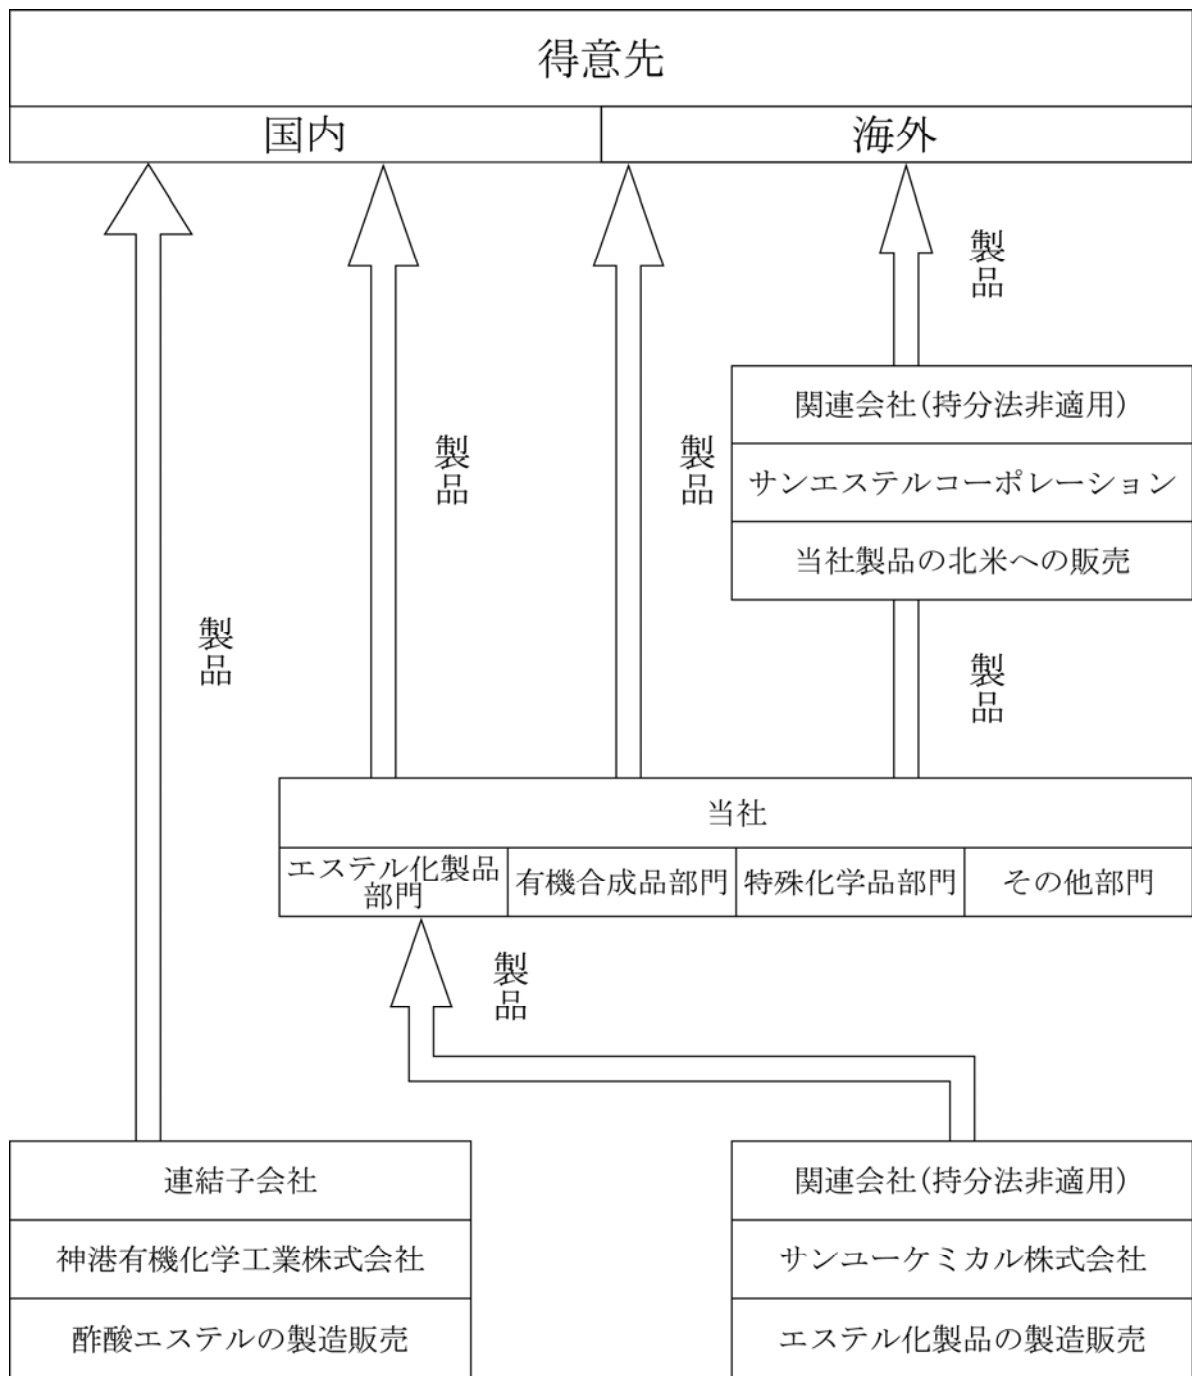 得意先
国内
海外
製品
関連会社(持分法非適用)
サンエステルコーポレーション
当社製品の北米への販売
製品
製品
製品
製品
当社
エステル化製品
部門
有機合成品部門
特殊化学品部門
その他部門
製品
連結子会社
神港有機化学工業株式会社
酢酸エステルの製造販売
関連会社(持分法非適用)
サンユーケミカル株式会社
エステル化製品の製造販売